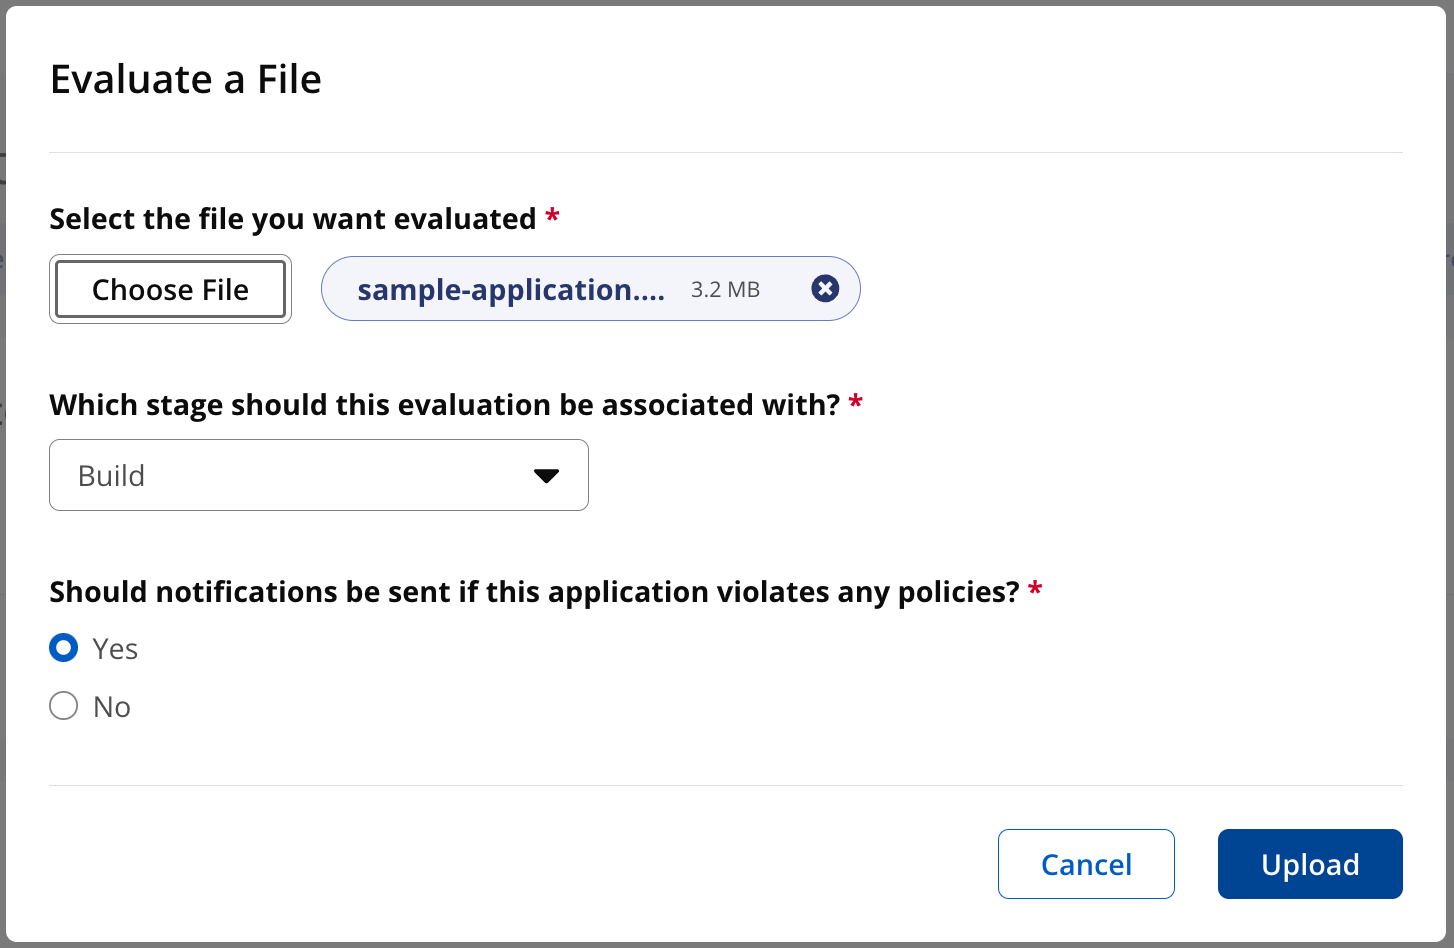 Evaluate a File
Select the file you want evaluated *
Choose File sample-application.... 3.2 MB
Which stage should this evaluation be associated with? *
Build
Should notifications be sent if this application violates any policies? *
Yes
No
Cancel Upload